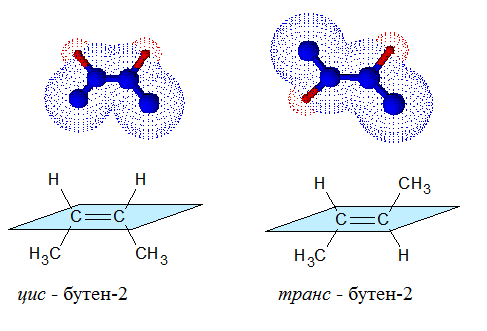 H H
C C
H₃C CH₃
цис - бутен-2
H CH₃
C C
H₃C H
транс - бутен-2